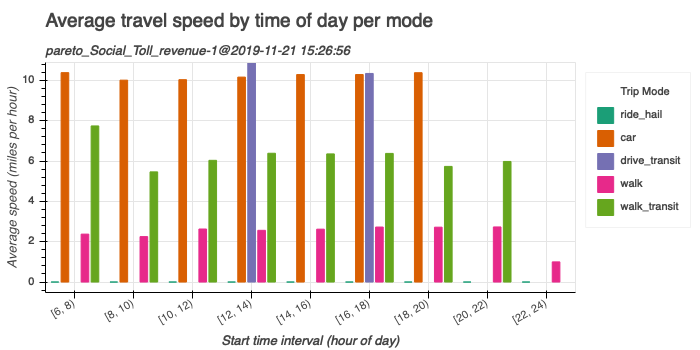 Average travel speed by time of day per mode
pareto_Social_Toll_revenue-1@2019-11-21 15:26:56
Average speed (miles per hour)
10
8
6
4
2
0
[6, 8)
[8, 10)
[10, 12)
[12, 14)
[14, 16)
[16, 18)
[18, 20)
[20, 22)
[22, 24)
Start time interval (hour of day)
Trip Mode
ride_hail
car
drive_transit
walk
walk_transit